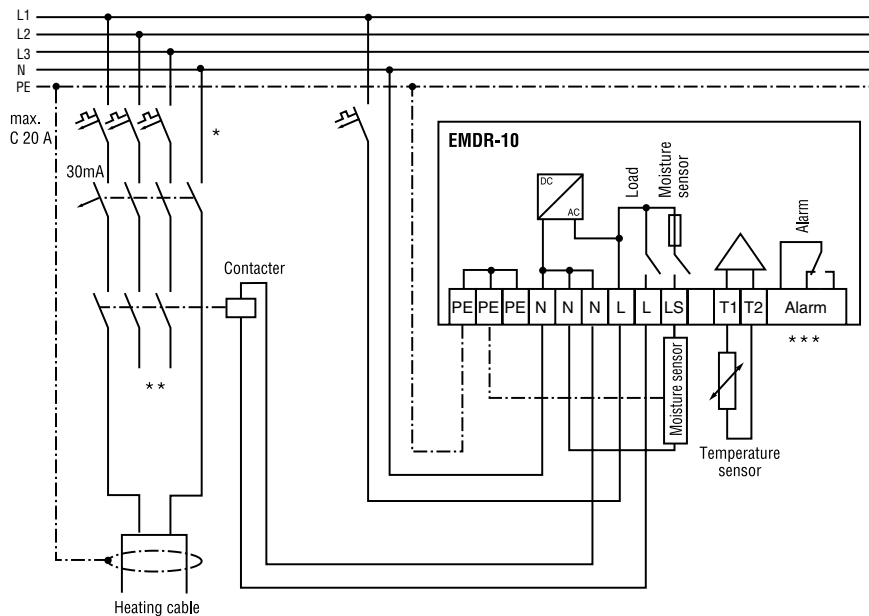 L1
L2
L3
N
PE
max.
C 20 A
*
30mA
Contacter
* *
Heating cable
EMDR-10
DC
AC
Load
Moisture
sensor
Alarm
PE PE PE N N N L L LS T1 T2 Alarm
* * *
Moisture sensor
Temperature
sensor